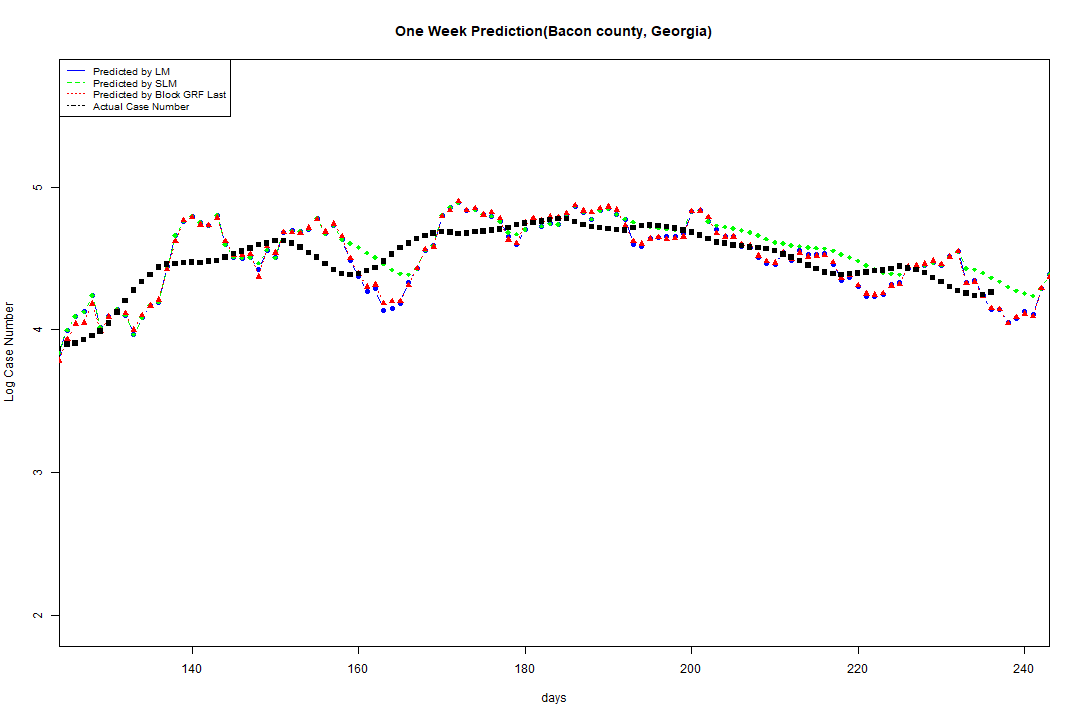 One Week Prediction(Bacon county, Georgia)
Predicted by LM
Predicted by SLM
Predicted by Block GRF Last
Actual Case Number
5
4
3
2
Log Case Number
140 160 180 200 220 240
days